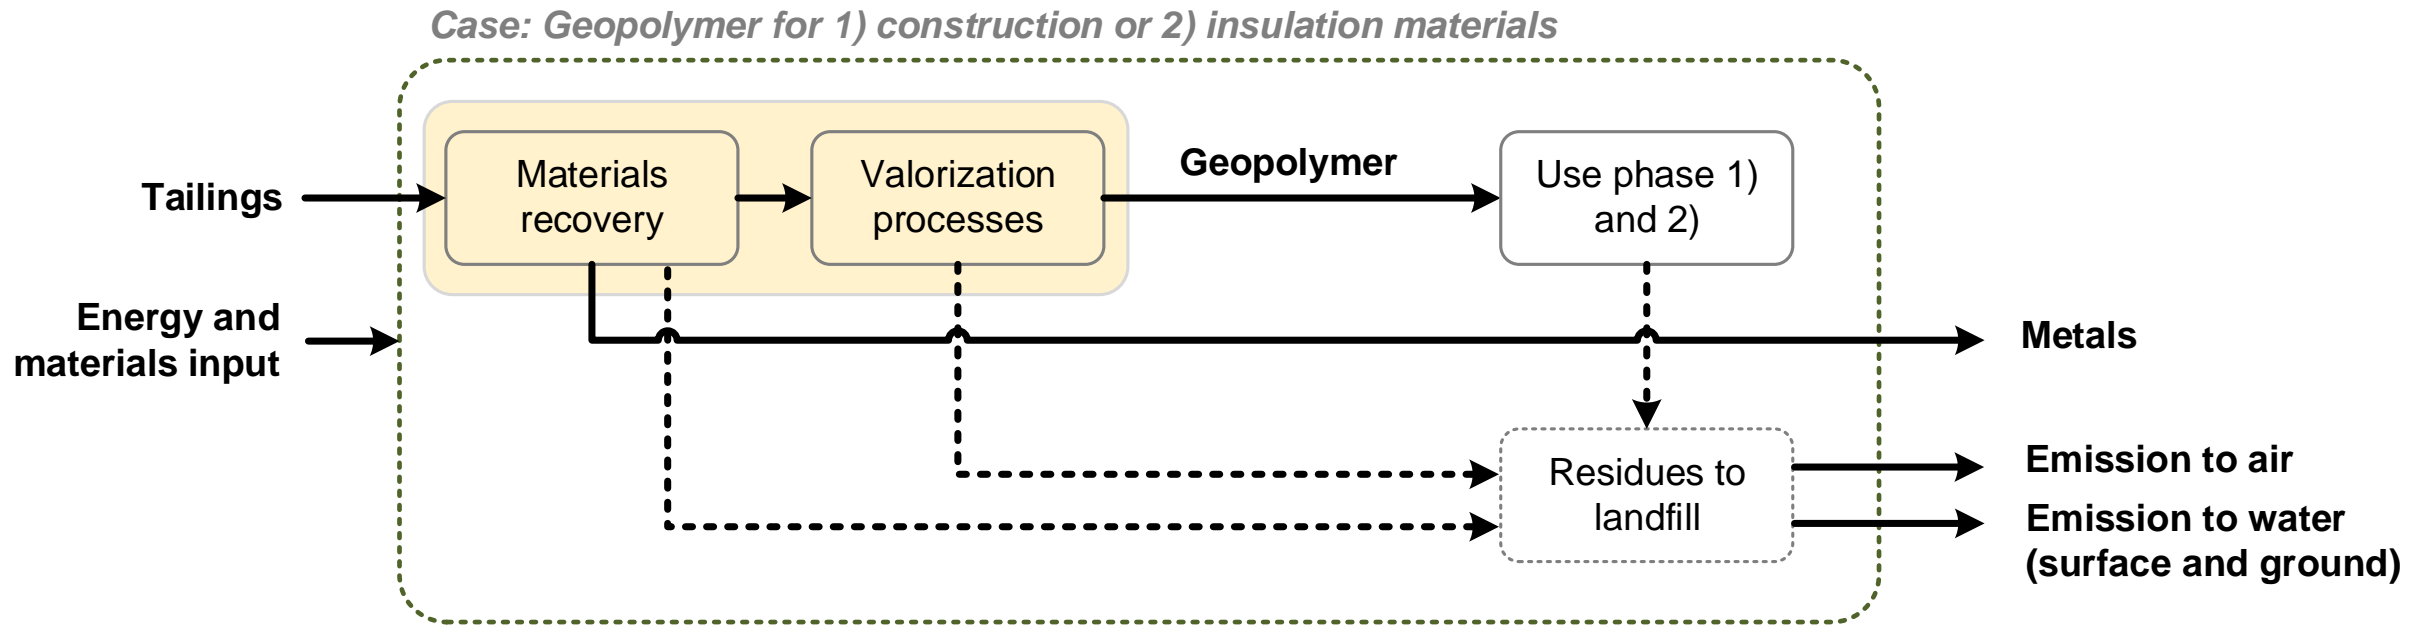 Case: Geopolymer for 1) construction or 2) insulation materials
Tailings
Materials
recovery
Valorization
processes
Geopolymer
Use phase 1)
and 2)
Energy and
materials input
Metals
Residues to
landfill
Emission to air
Emission to water
(surface and ground)